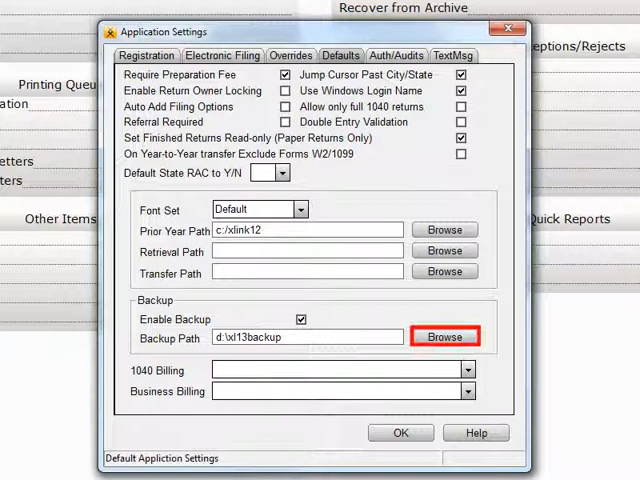 Recover from Archive
Application Settings
Registration Electronic Filing Overrides Defaults Auth/Audits TextMsg
eptions/Rejects
Require Preparation Fee Jump Cursor Past City/State
Printing Queu
Enable Return Owner Locking Use Windows Login Name
ation
Auto Add Filing Options Allow only full 1040 returns
Referral Required Double Entry Validation
Set Finished Returns Read-only (Paper Returns Only)
On Year-to-Year transfer Exclude Forms W2/1099
etters
Default State RAC to Y/N
ters
Font Set Default
Other Items
Quick Reports
Prior Year Path c:/xlink12 Browse
Retrieval Path Browse
Transfer Path Browse
Backup
Enable Backup
Backup Path d:\xl13backup Browse
1040 Billing
Business Billing
OK Help
Default Appliction Settings